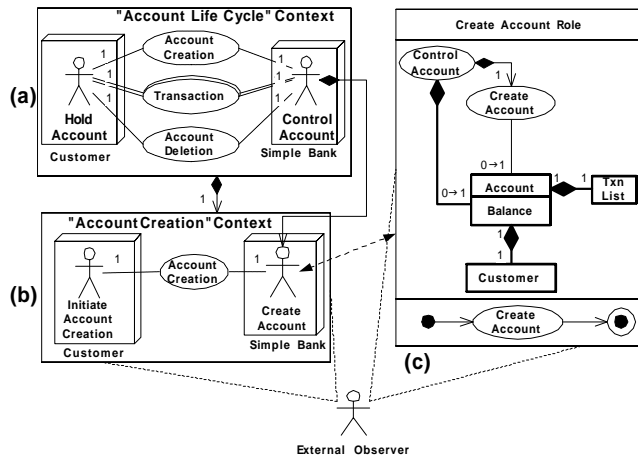 "Account Life Cycle" Context
(a)
1
Account
Creation
1
1
Transaction
1
1
1
Account
Deletion
Hold
Account
Control
Account
Customer
Simple Bank
1
"Account Creation" Context
(b)
1
Account
Creation
1
1
Initiate
Account
Creation
Create
Account
Customer
Simple Bank
Create Account Role
Control
Account
1
Create
Account
0→1
0→1
Account
Balance
1
1
Txn
List
1
1
Customer
Create
Account
(c)
External Observer